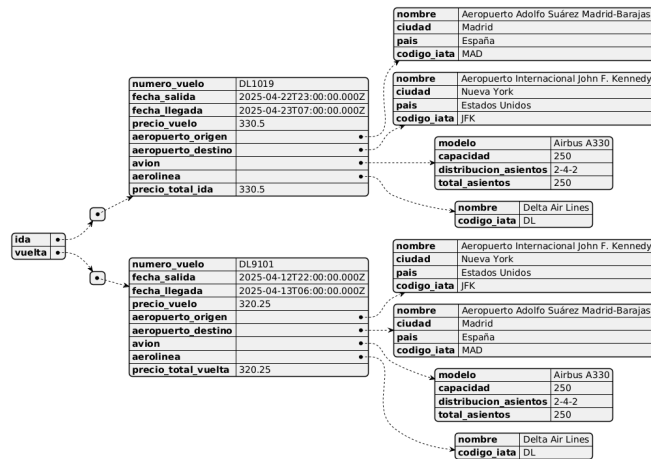 ida
vuelta
numero_vuelo DL1019
fecha_salida 2025-04-22T23:00:00.000Z
fecha_llegada 2025-04-23T07:00:00.000Z
precio_vuelo 330.5
aeropuerto_origen
aeropuerto_destino
avion
aerolinea
precio_total_ida 330.5
nombre Aeropuerto Adolfo Suárez Madrid-Barajas
ciudad Madrid
pais España
codigo_iata MAD
nombre Aeropuerto Internacional John F. Kennedy
ciudad Nueva York
pais Estados Unidos
codigo_iata JFK
modelo Airbus A330
capacidad 250
distribucion_asientos 2-4-2
total_asientos 250
nombre Delta Air Lines
codigo_iata DL
numero_vuelo DL9101
fecha_salida 2025-04-12T22:00:00.000Z
fecha_llegada 2025-04-13T06:00:00.000Z
precio_vuelo 320.25
aeropuerto_origen
aeropuerto_destino
avion
aerolinea
precio_total_vuelta 320.25
nombre Aeropuerto Internacional John F. Kennedy
ciudad Nueva York
pais Estados Unidos
codigo_iata JFK
nombre Aeropuerto Adolfo Suárez Madrid-Barajas
ciudad Madrid
pais España
codigo_iata MAD
modelo Airbus A330
capacidad 250
distribucion_asientos 2-4-2
total_asientos 250
nombre Delta Air Lines
codigo_iata DL